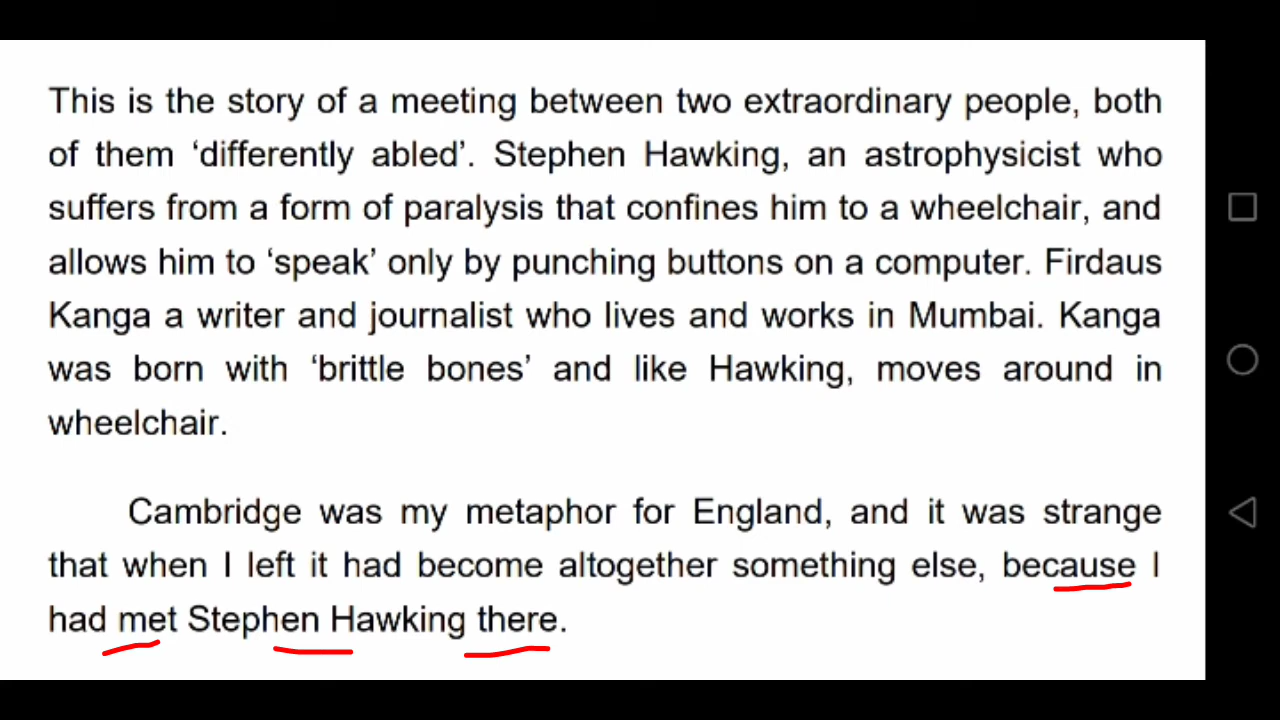 This is the story of a meeting between two extraordinary people, both
of them ‘differently abled’. Stephen Hawking, an astrophysicist who
suffers from a form of paralysis that confines him to a wheelchair, and
allows him to ‘speak’ only by punching buttons on a computer. Firdaus
Kanga a writer and journalist who lives and works in Mumbai. Kanga
was born with ‘brittle bones’ and like Hawking, moves around in
wheelchair.
Cambridge was my metaphor for England, and it was strange
that when I left it had become altogether something else, because I
had met Stephen Hawking there.